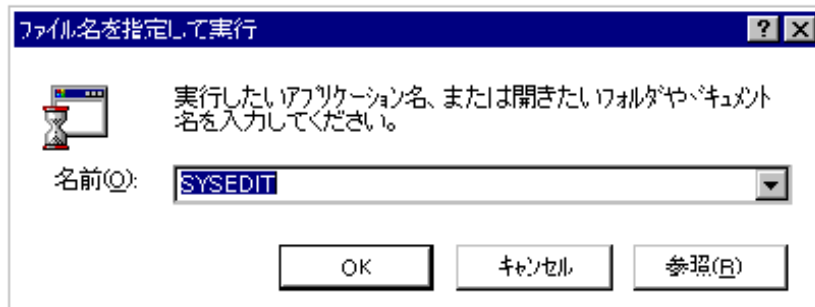 ファイル名を指定して実行
実行したいアプリケーション名、または開きたいフォルダやドキュメント
名を入力してください。
名前(O):
SYSEDIT
OK
キャンセル
参照(R)